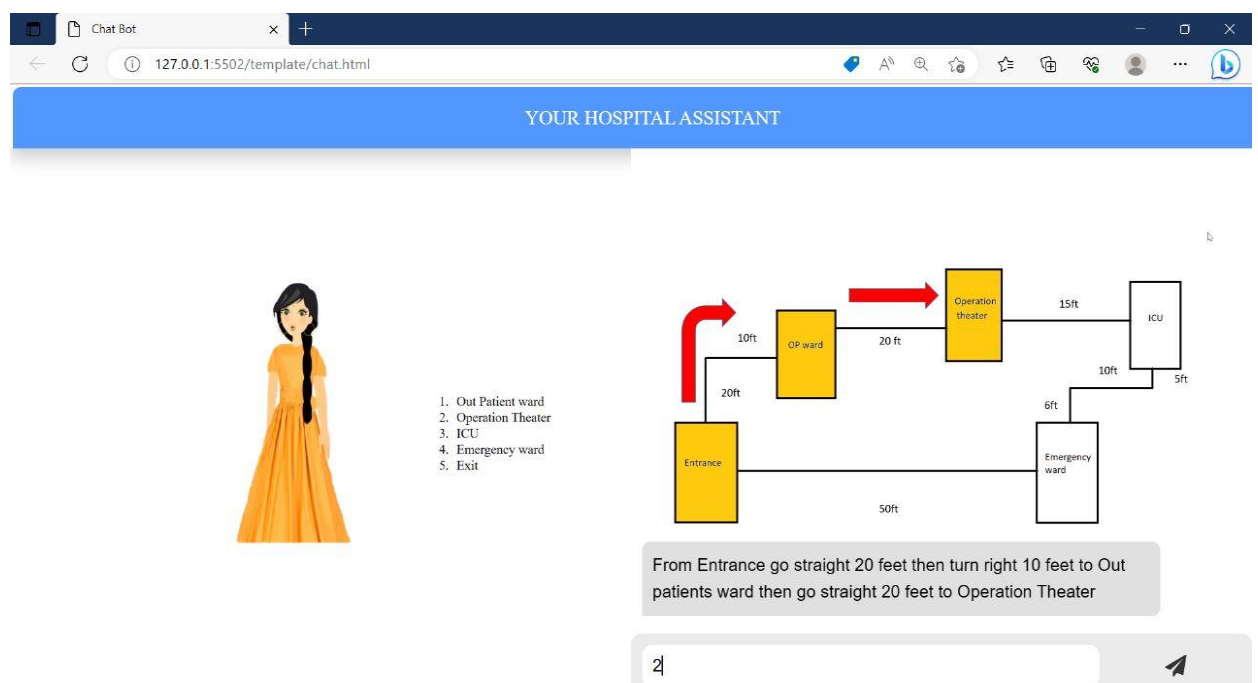 Chat Bot
127.0.0.1:5502/template/chat.html
YOUR HOSPITAL ASSISTANT
1. Out Patient ward
2. Operation Theater
3. ICU
4. Emergency ward
5. Exit
Operation
theater
15ft
ICU
10ft
OP ward
20 ft
10ft
5ft
20ft
6ft
Entrance
Emergency
ward
50ft
From Entrance go straight 20 feet then turn right 10 feet to Out
patients ward then go straight 20 feet to Operation Theater
2